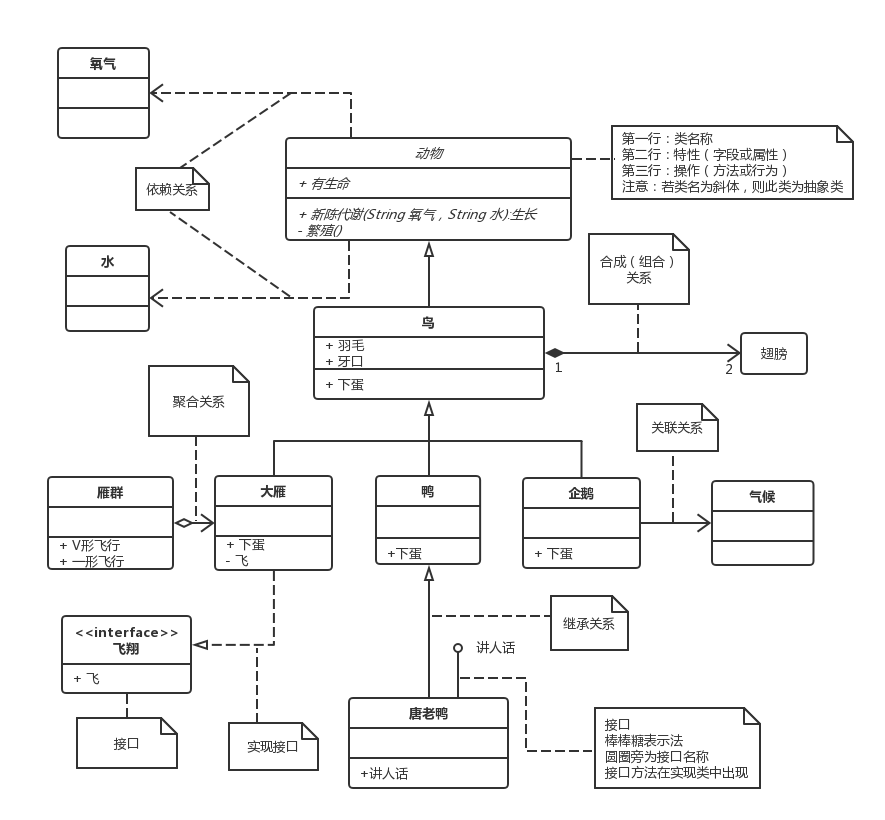 氧气
动物
+ 有生命
+ 新陈代谢(String 氧气，String 水):生长
- 繁殖()
第一行：类名称
第二行：特性（字段或属性）
第三行：操作（方法或行为）
注意：若类名为斜体，则此类为抽象类
依赖关系
水
合成（组合）
关系
鸟
+ 羽毛
+ 牙口
+ 下蛋
1
2
翅膀
聚合关系
关联关系
雁群
+ V形飞行
+ 一形飞行
大雁
+ 下蛋
- 飞
鸭
+下蛋
企鹅
+ 下蛋
气候
<<interface>>
飞翔
+ 飞
继承关系
讲人话
接口
实现接口
唐老鸭
+讲人话
接口
棒棒糖表示法
圆圈旁为接口名称
接口方法在实现类中出现